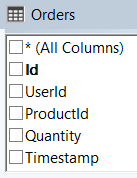 Orders
* (All Columns)
Id
UserId
ProductId
Quantity
Timestamp